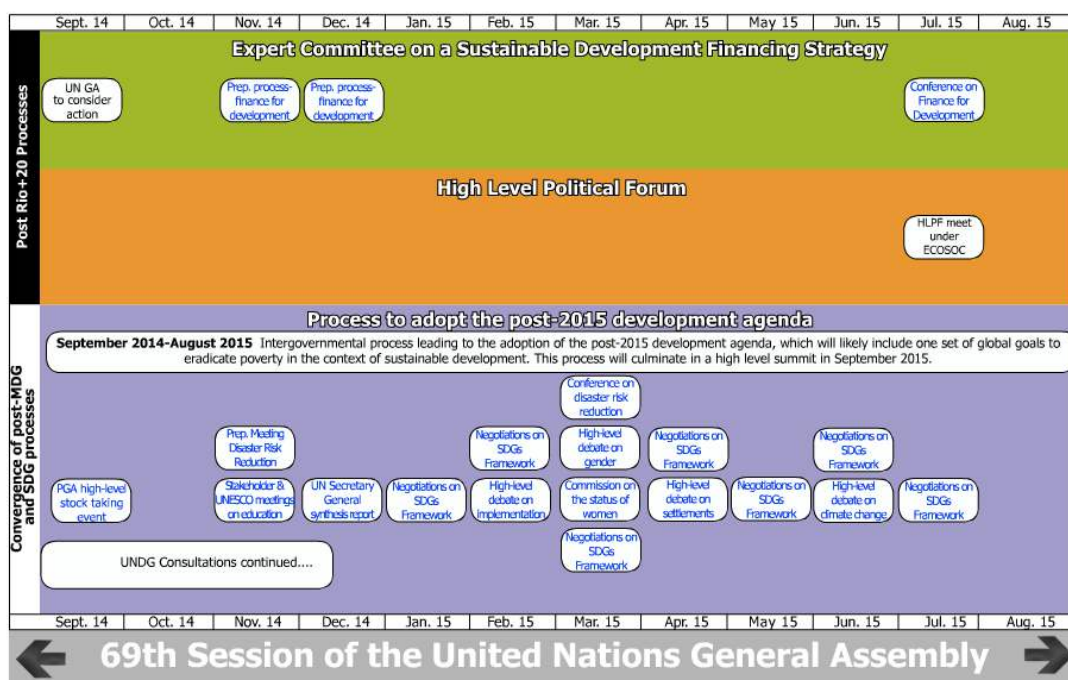 Sept. 14 Oct. 14 Nov. 14 Dec. 14 Jan. 15 Feb. 15 Mar. 15 Apr. 15 May 15 Jun. 15 Jul. 15 Aug. 15
Post Rio+20 Processes
Expert Committee on a Sustainable Development Financing Strategy
UN GA
to consider
action
Prep. process-
finance for
development
Prep. process-
finance for
development
Conference on
Finance for
Development
High Level Political Forum
HLPF meet
under
ECOSOC
Convergence of post-MDG
and SDG processes
Process to adopt the post-2015 development agenda
September 2014-August 2015 Intergovernmental process leading to the adoption of the post-2015 development agenda, which will likely include one set of global goals to
eradicate poverty in the context of sustainable development. This process will culminate in a high level summit in September 2015.
Conference on
disaster risk
reduction
Prep. Meeting
Disaster Risk
Reduction
Negotiations on
SDGs
Framework
High-level
debate on
gender
Negotiations on
SDGs
Framework
Negotiations on
SDGs
Framework
PGA high-level
stock taking
event
Stakeholder &
UNESCO meetings
on education
UN Secretary
General
synthesis report
Negotiations on
SDGs
Framework
High-level
debate on
implementation
Commission on
the status of
women
High-level
debate on
settlements
Negotiations on
SDGs
Framework
High-level
debate on
climate change
Negotiations on
SDGs
Framework
Negotiations on
SDGs
Framework
UNDG Consultations continued....
Sept. 14 Oct. 14 Nov. 14 Dec. 14 Jan. 15 Feb. 15 Mar. 15 Apr. 15 May 15 Jun. 15 Jul. 15 Aug. 15
69th Session of the United Nations General Assembly